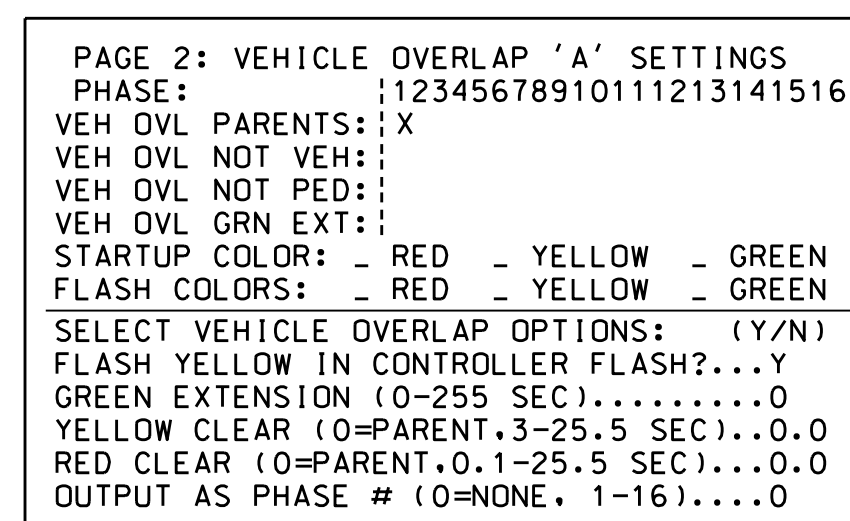 PAGE 2: VEHICLE OVERLAP 'A' SETTINGS
PHASE: ¦12345678910111213141516
VEH OVL PARENTS:¦X
VEH OVL NOT VEH:¦
VEH OVL NOT PED:¦
VEH OVL GRN EXT:¦
STARTUP COLOR: _ RED _ YELLOW _ GREEN
FLASH COLORS: _ RED _ YELLOW _ GREEN
SELECT VEHICLE OVERLAP OPTIONS: (Y/N)
FLASH YELLOW IN CONTROLLER FLASH?...Y
GREEN EXTENSION (0-255 SEC).........0
YELLOW CLEAR (0=PARENT,3-25.5 SEC)..0.0
RED CLEAR (0=PARENT,0.1-25.5 SEC)...0.0
OUTPUT AS PHASE # (0=NONE, 1-16)....0